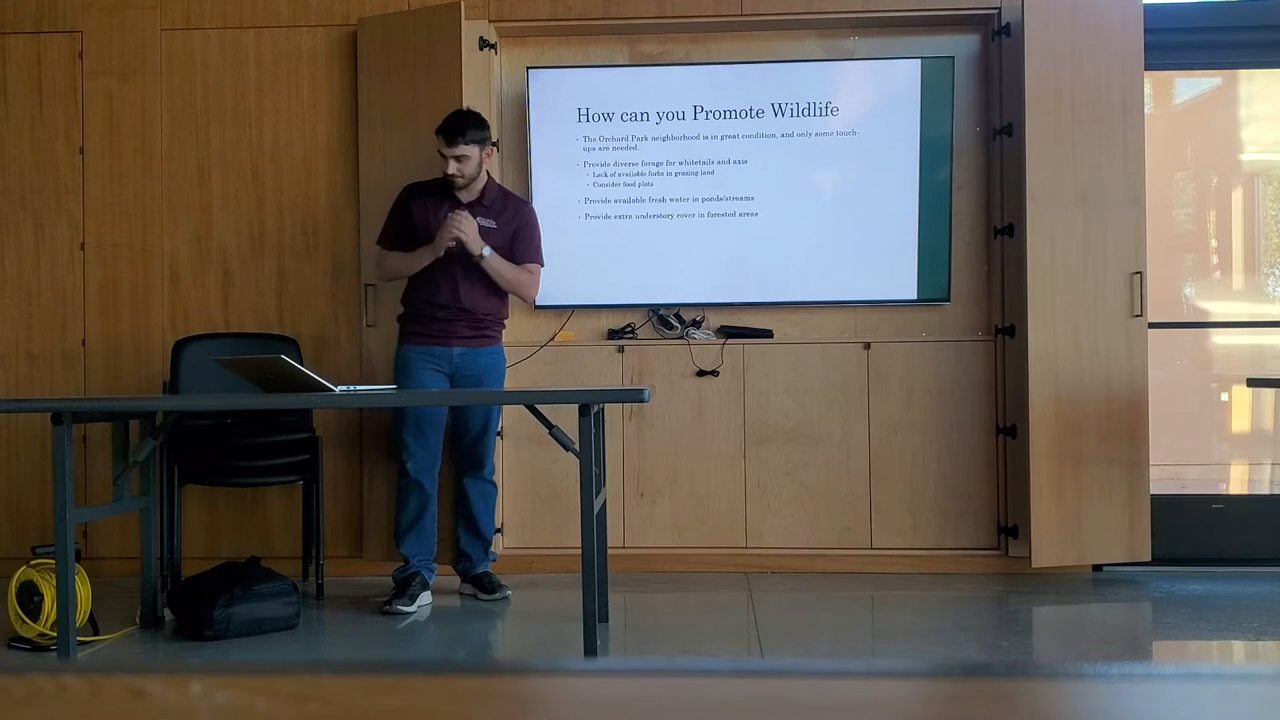 How can you Promote Wildlife
• The Orchard Park neighborhood is in great condition, and only some touch-
ups are needed.
• Provide diverse forage for whitetails and axis
• Lack of available forbs in grazing land
• Consider food plots
• Provide available fresh water in ponds/streams
• Provide extra understory cover in forested areas